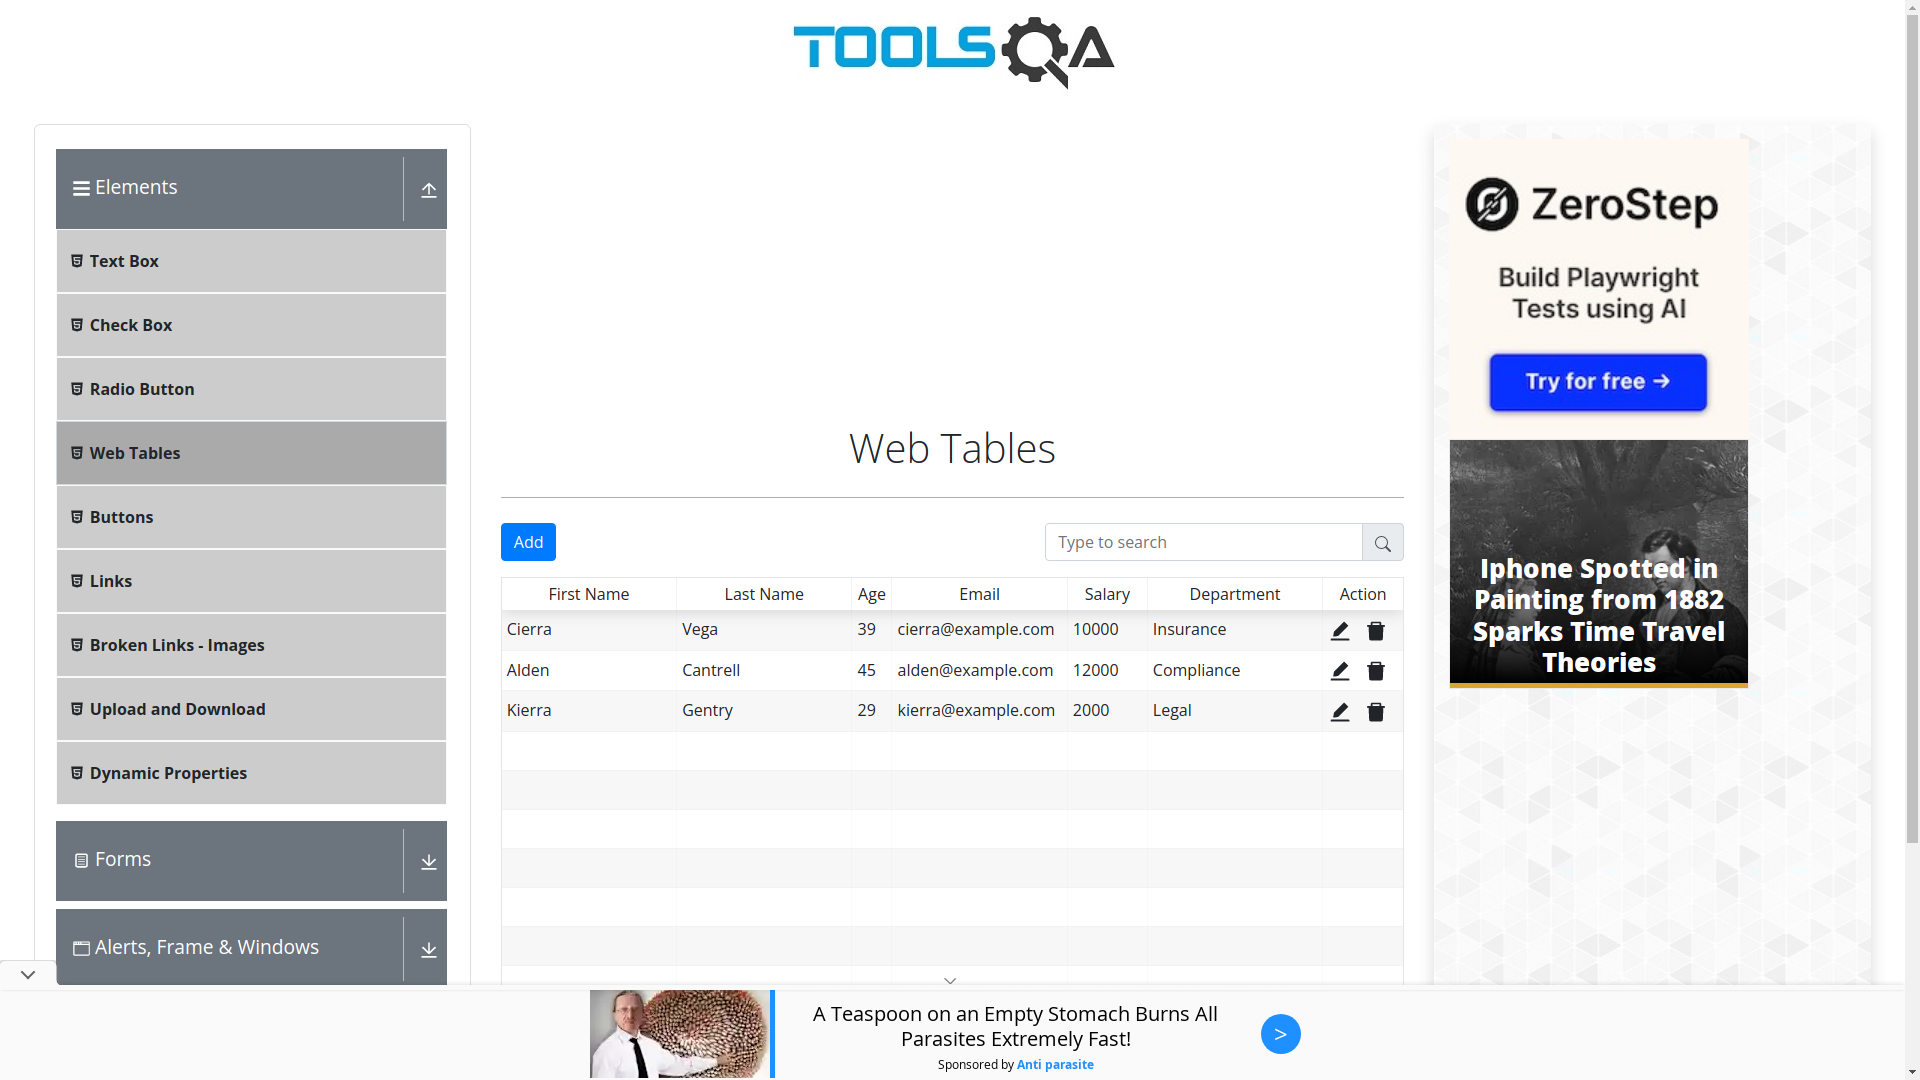 TOOLSQA
Elements
Text Box
Check Box
Radio Button
Web Tables
Buttons
Links
Broken Links - Images
Upload and Download
Dynamic Properties
Forms
Alerts, Frame & Windows
Web Tables
Add
Type to search
First Name Last Name Age Email Salary Department Action
Cierra Vega 39 cierra@example.com 10000 Insurance
Alden Cantrell 45 alden@example.com 12000 Compliance
Kierra Gentry 29 kierra@example.com 2000 Legal
ZeroStep
Build Playwright
Tests using AI
Try for free →
Iphone Spotted in
Painting from 1882
Sparks Time Travel
Theories
A Teaspoon on an Empty Stomach Burns All
Parasites Extremely Fast!
Sponsored by Anti parasite
>